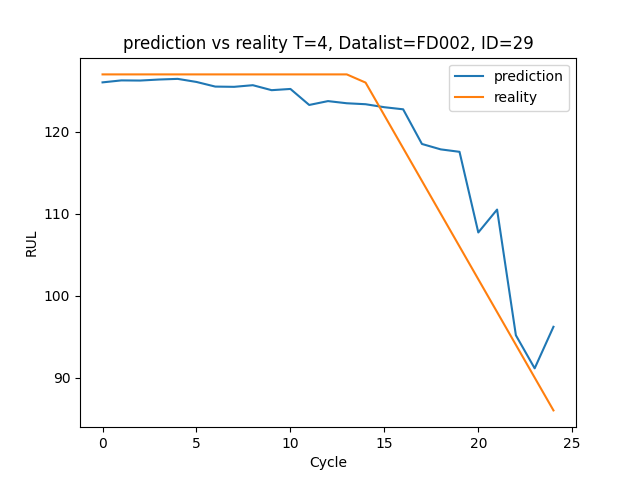 prediction vs reality T=4, Datalist=FD002, ID=29
prediction
reality
120
110
100
90
RUL
0 5 10 15 20 25
Cycle